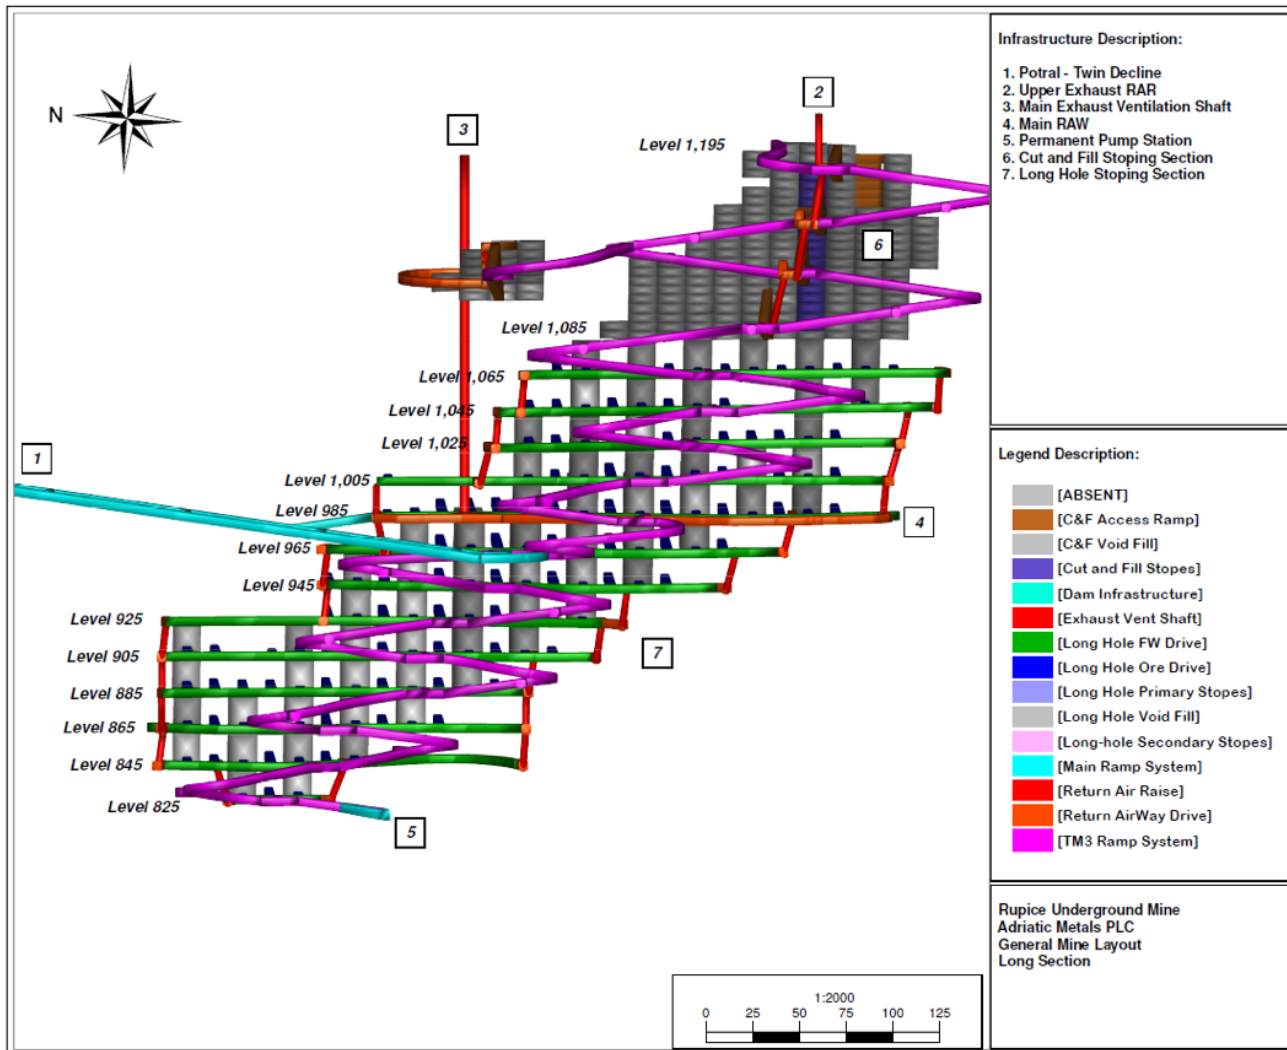 N
1
2
3
4
5
6
7
Level 1,195
Level 1,085
Level 1,065
Level 1,045
Level 1,025
Level 1,005
Level 985
Level 965
Level 945
Level 925
Level 905
Level 885
Level 865
Level 845
Level 825
Infrastructure Description:
1. Potral - Twin Decline
2. Upper Exhaust RAR
3. Main Exhaust Ventilation Shaft
4. Main RAW
5. Permanent Pump Station
6. Cut and Fill Stoping Section
7. Long Hole Stoping Section
Legend Description:
[ABSENT]
[C&F Access Ramp]
[C&F Void Fill]
[Cut and Fill Stopes]
[Dam Infrastructure]
[Exhaust Vent Shaft]
[Long Hole FW Drive]
[Long Hole Ore Drive]
[Long Hole Primary Stopes]
[Long Hole Void Fill]
[Long-hole Secondary Stopes]
[Main Ramp System]
[Return Air Raise]
[Return AirWay Drive]
[TM3 Ramp System]
Rupice Underground Mine
Adriatic Metals PLC
General Mine Layout
Long Section
1:2000
0 25 50 75 100 125